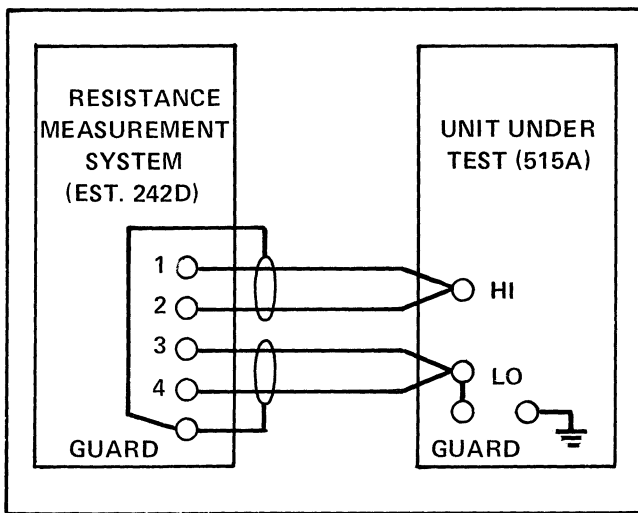 RESISTANCE
MEASUREMENT
SYSTEM
(EST. 242D)
1
2
3
4
GUARD
UNIT UNDER
TEST (515A)
HI
LO
GUARD